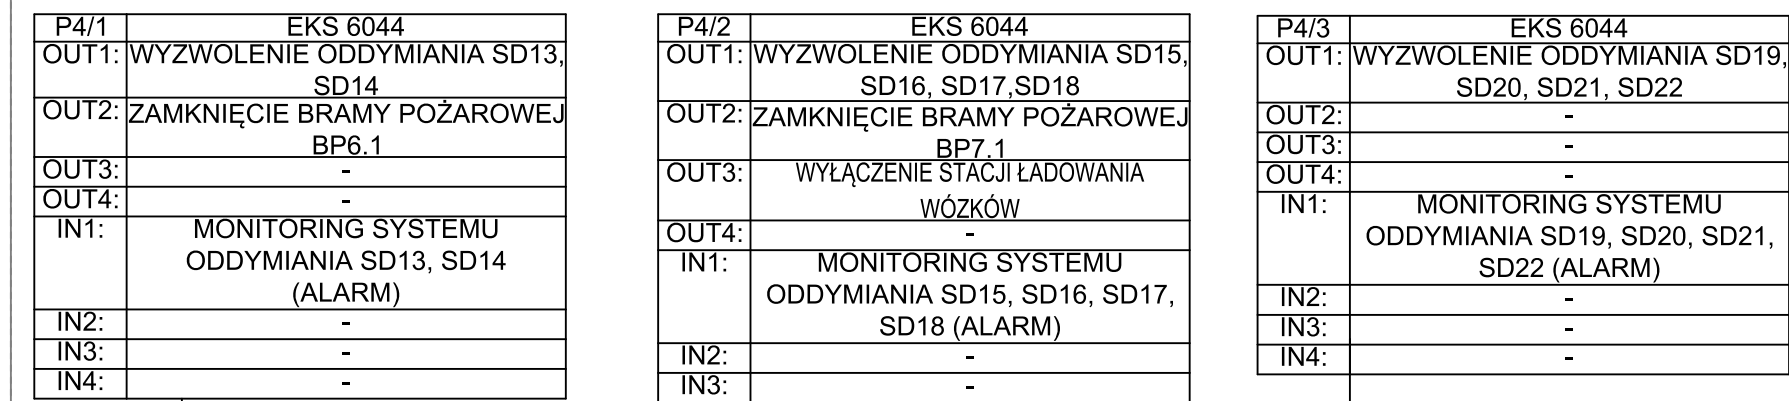 P4/1 EKS 6044
OUT1: WYZWOLENIE ODDYMIANIA SD13,
SD14
OUT2: ZAMKNIĘCIE BRAMY POŻAROWEJ
BP6.1
OUT3: -
OUT4: -
IN1: MONITORING SYSTEMU
ODDYMIANIA SD13, SD14
(ALARM)
IN2: -
IN3: -
IN4: -
P4/2 EKS 6044
OUT1: WYZWOLENIE ODDYMIANIA SD15,
SD16, SD17,SD18
OUT2: ZAMKNIĘCIE BRAMY POŻAROWEJ
BP7.1
OUT3: WYŁĄCZENIE STACJI ŁADOWANIA
WÓZKÓW
OUT4: -
IN1: MONITORING SYSTEMU
ODDYMIANIA SD15, SD16, SD17,
SD18 (ALARM)
IN2: -
IN3: -
P4/3 EKS 6044
OUT1: WYZWOLENIE ODDYMIANIA SD19,
SD20, SD21, SD22
OUT2: -
OUT3: -
OUT4: -
IN1: MONITORING SYSTEMU
ODDYMIANIA SD19, SD20, SD21,
SD22 (ALARM)
IN2: -
IN3: -
IN4: -